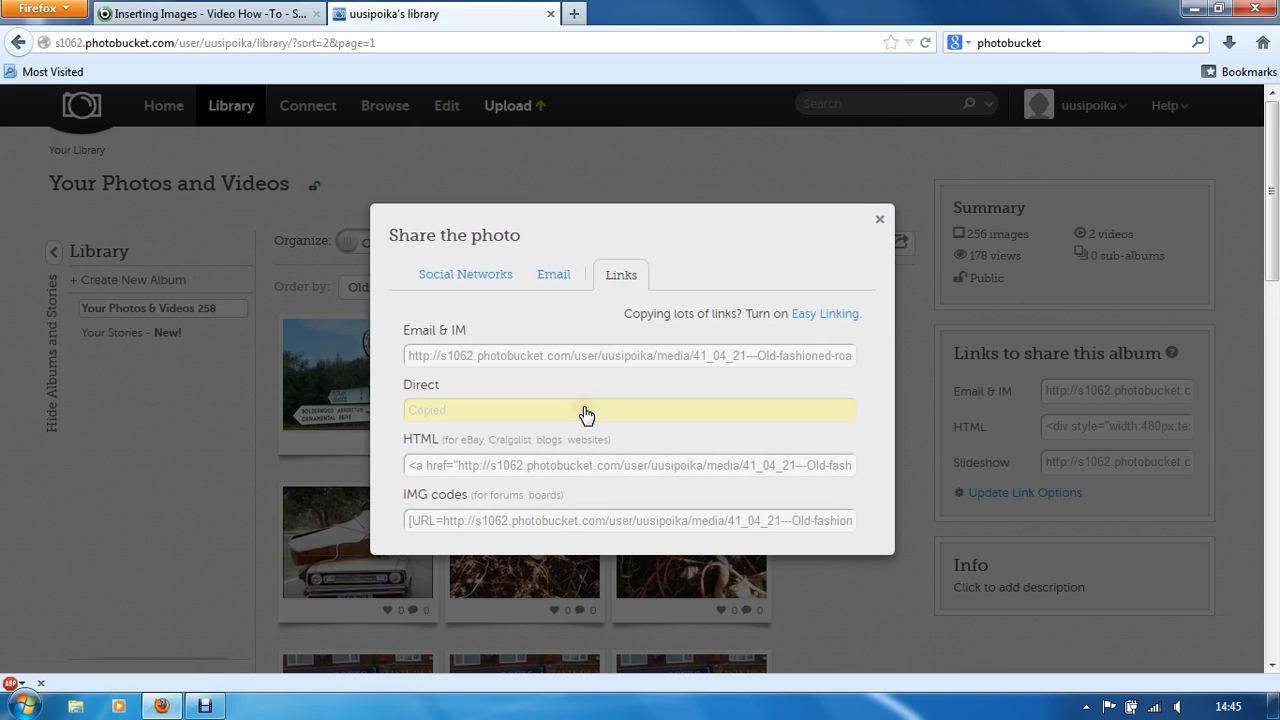 Firefox
Inserting Images - Video How -To - S...
uusipoika's library
s1062.photobucket.com/user/uusipoika/library/?sort=2&page=1
photobucket
Most Visited
Bookmarks
Home
Library
Connect
Browse
Edit
Upload
Search
uusipoika
Help
Your Library
Your Photos and Videos
Hide Albums and Stories
Library
+ Create New Album
Your Photos & Videos 258
Your Stories - New!
Organize:
Order by:
Old
Share the photo
Social Networks
Email
Links
Copying lots of links? Turn on Easy Linking.
Email & IM
http://s1062.photobucket.com/user/uusipoika/media/41_04_21---Old-fashioned-roa
Direct
Copied
HTML (for eBay, Craigslist, blogs, websites)
<a href="http://s1062.photobucket.com/user/uusipoika/media/41_04_21---Old-fash
IMG codes (for forums, boards)
[URL=http://s1062.photobucket.com/user/uusipoika/media/41_04_21---Old-fashion
0 0
0 0
0 0
Summary
256 images
2 videos
178 views
0 sub-albums
Public
Links to share this album
Email & IM
http://s1062.photobucket.c
HTML
<div style="width:480px;te:
Slideshow
http://s1062.photobucket.c
Update Link Options
Info
Click to add description
ABP
14:45